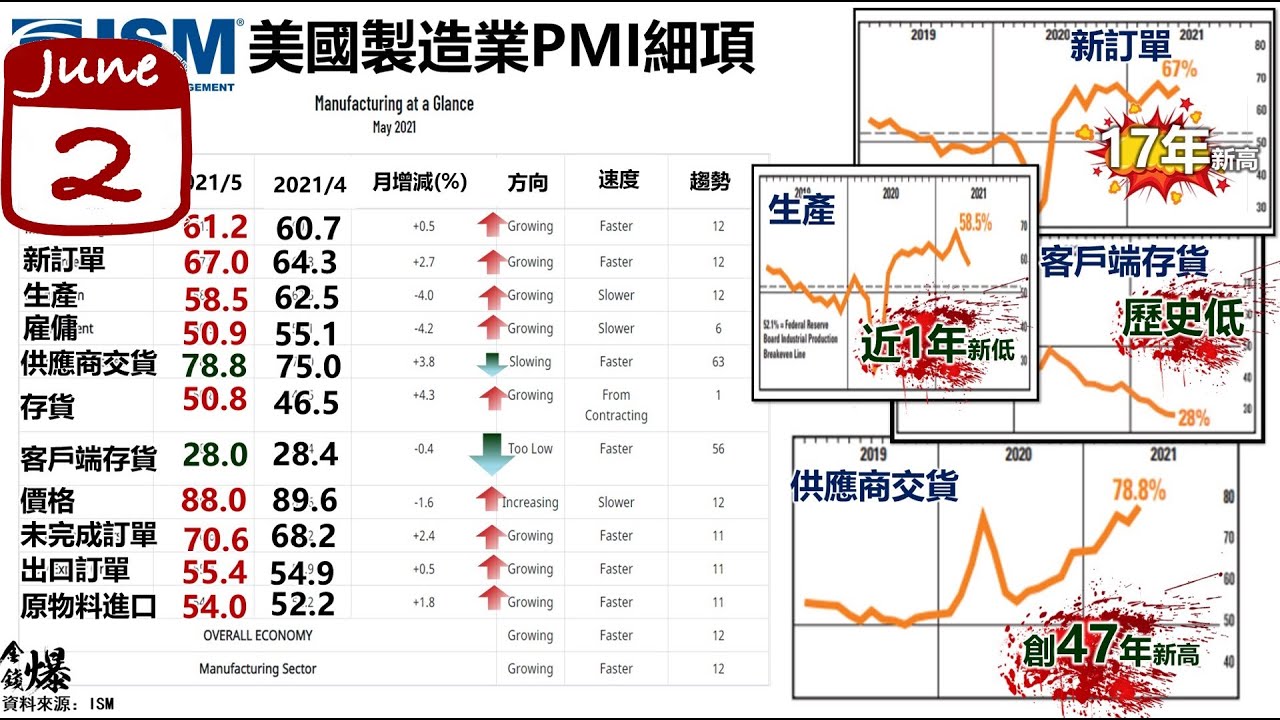 ISM®
美國製造業PMI細項
GEMENT
June
2
Manufacturing at a Glance
May 2021
021/5 2021/4 月增減(%) 方向 速度 趨勢
61.2 60.7 +0.5 Growing Faster 12
新訂單 67.0 64.3 +2.7 Growing Faster 12
生產 58.5 62.5 -4.0 Growing Slower 12
雇傭 50.9 55.1 -4.2 Growing Slower 6
供應商交貨 78.8 75.0 +3.8 Slowing Faster 63
存貨 50.8 46.5 +4.3 Growing From Contracting 1
客戶端存貨 28.0 28.4 -0.4 Too Low Faster 56
價格 88.0 89.6 -1.6 Increasing Slower 12
未完成訂單 70.6 68.2 +2.4 Growing Faster 11
出口訂單 55.4 54.9 +0.5 Growing Faster 11
原物料進口 54.0 52.2 +1.8 Growing Faster 11
OVERALL ECONOMY Growing Faster 12
Manufacturing Sector Growing Faster 12
金錢爆
資料來源：ISM
2019 2020 2021
新訂單
67%
17年新高
80
70
60
50
40
30
2019 2020 2021
生產
58.5%
70
60
50
40
30
52.1% = Federal Reserve
Board Industrial Production
Breakeven Line
近1年新低
客戶端存貨
歷史低
28%
40
30
20
2019 2020 2021
供應商交貨
78.8%
80
70
60
50
40
創47年新高